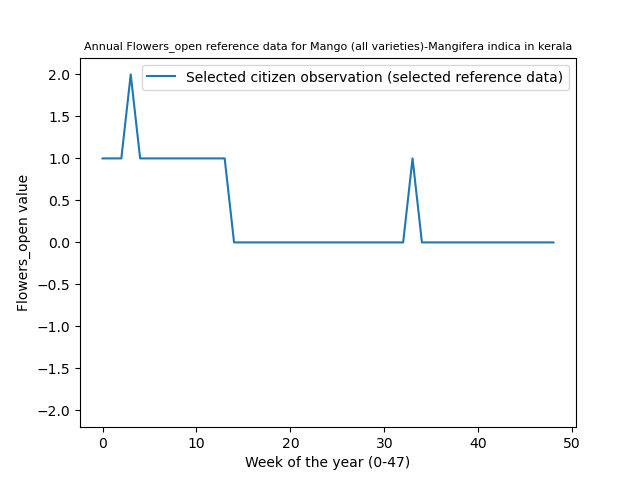 Annual Flowers_open reference data for Mango (all varieties)-Mangifera indica in kerala
Selected citizen observation (selected reference data)
2.0
1.5
1.0
0.5
0.0
−0.5
−1.0
−1.5
−2.0
Flowers_open value
0 10 20 30 40 50
Week of the year (0-47)